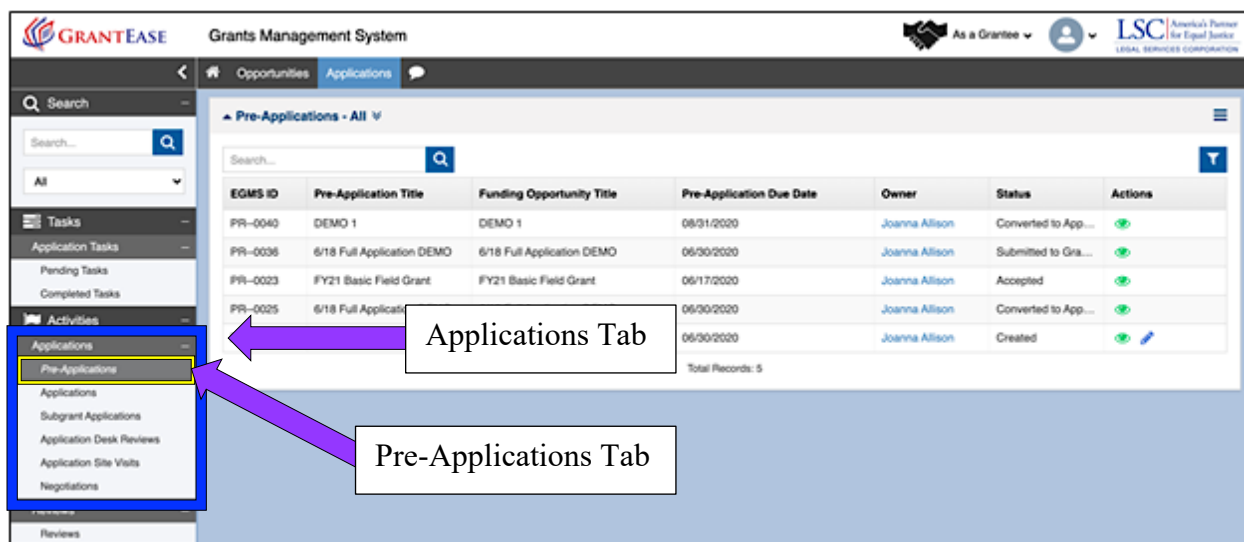 GRANTEASE Grants Management System As a Grantee LSC America's Partner for Equal Justice
LEGAL SERVICES CORPORATION
Opportunities Applications
Search
Pre-Applications - All
Search...
Search...
All
EGMS ID Pre-Application Title Funding Opportunity Title Pre-Application Due Date Owner Status Actions
PR--0040 DEMO 1 DEMO 1 08/31/2020 Joanna Allison Converted to App...
Tasks
Application Tasks
PR--0036 6/18 Full Application DEMO 6/18 Full Application DEMO 06/30/2020 Joanna Allison Submitted to Gra...
Pending Tasks
PR--0023 FY21 Basic Field Grant FY21 Basic Field Grant 06/17/2020 Joanna Allison Accepted
Completed Tasks
PR--0025 6/18 Full 06/30/2020 Joanna Allison Converted to App...
Activities
Applications Tab
Applications
06/30/2020 Joanna Allison Created
Pre-Applications
Total Records: 5
Applications
Subgrant Applications
Application Desk Reviews
Pre-Applications Tab
Application Site Visits
Negotiations
Reviews
Reviews